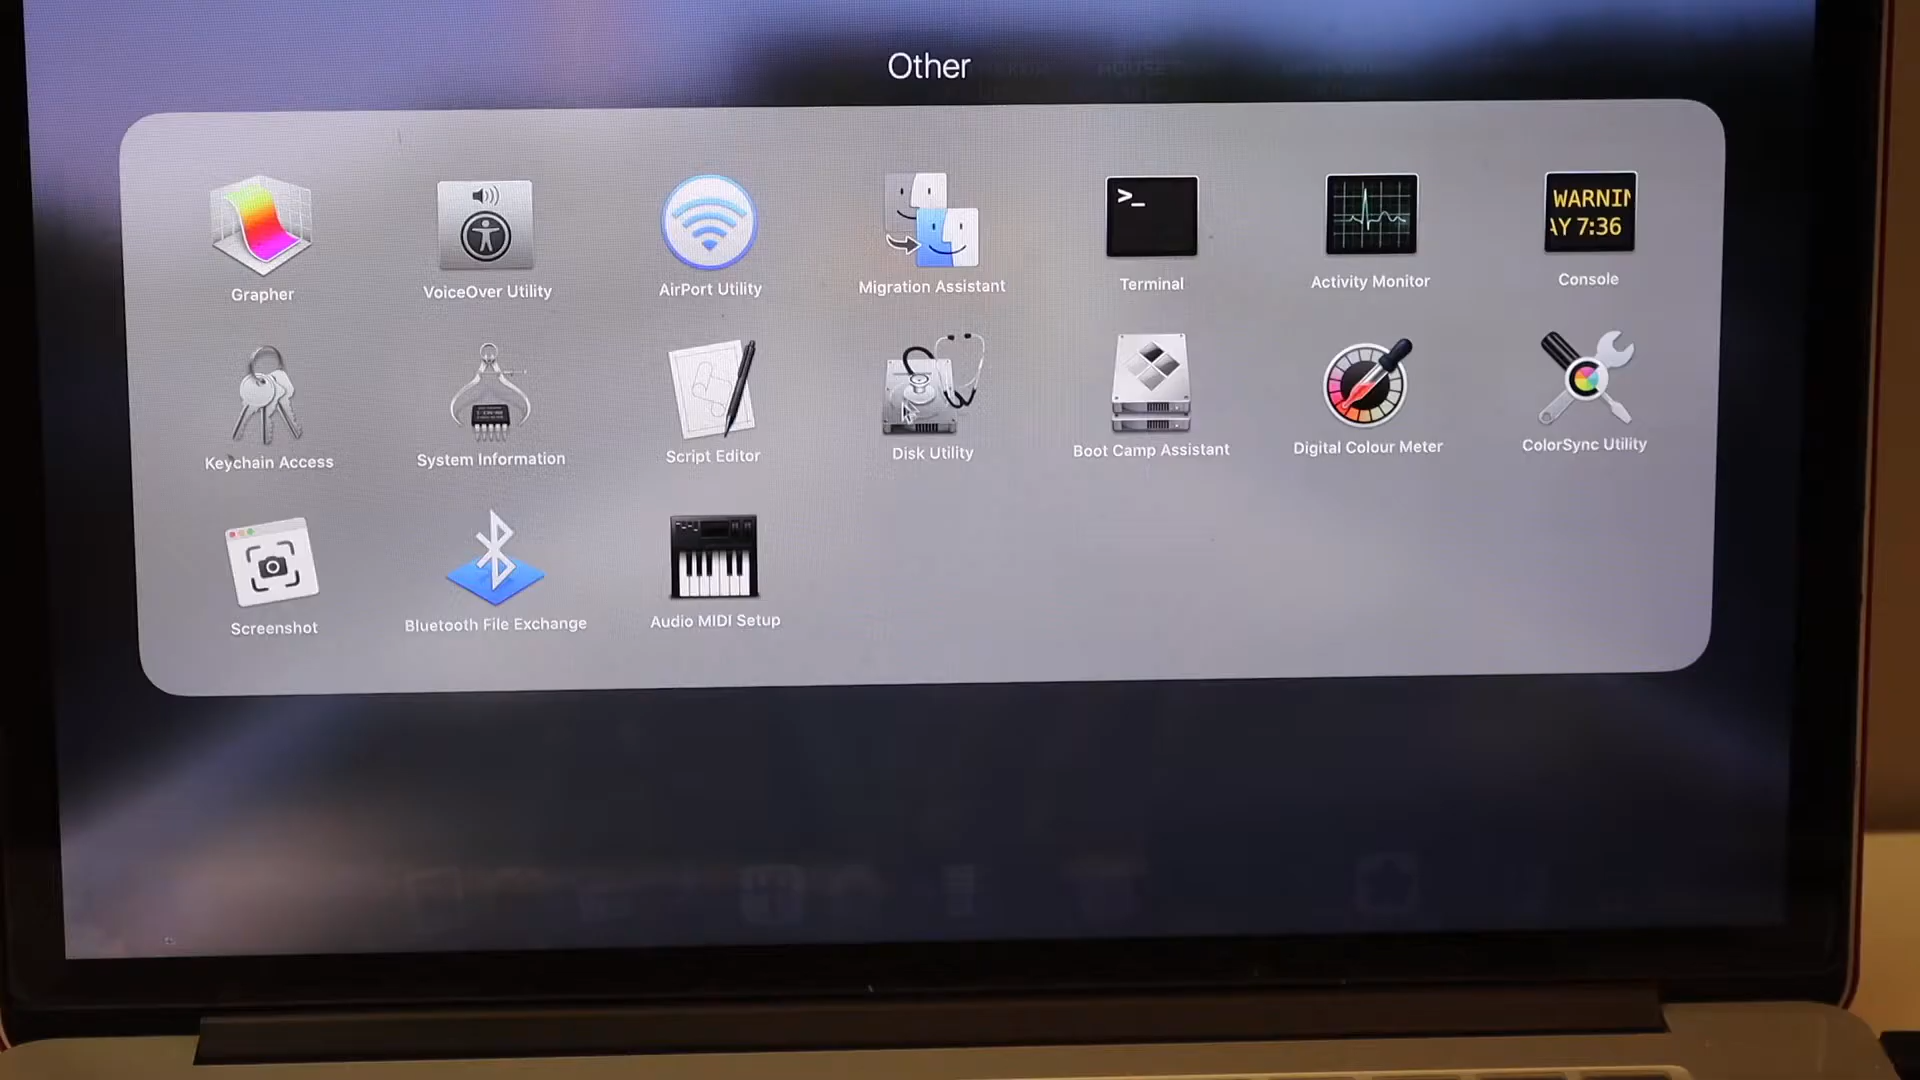 Other
HOUSE
>_
WARNIN
AY 7:36
Grapher
VoiceOver Utility
AirPort Utility
Migration Assistant
Terminal
Activity Monitor
Console
Keychain Access
System Information
Script Editor
Disk Utility
Boot Camp Assistant
Digital Colour Meter
ColorSync Utility
Screenshot
Bluetooth File Exchange
Audio MIDI Setup